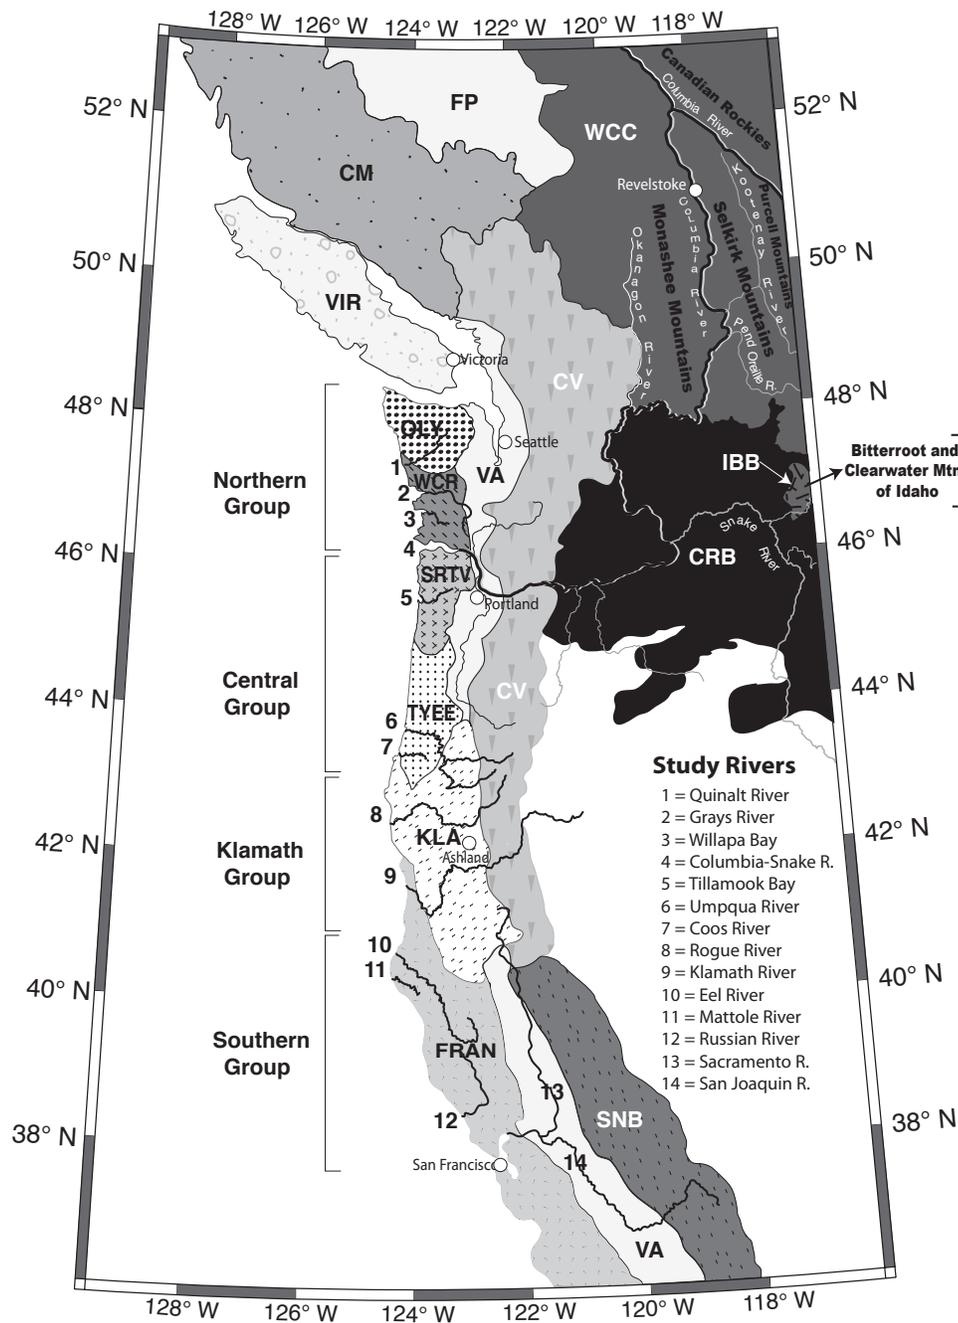 128° W
126° W
124° W
122° W
120° W
118° W
52° N
52° N
FP
WCC
Canadian Rockies
Columbia River
CM
Revelstoke
Kootenay River
Purcell Mountains
Selkirk Mountains
Columbia River
Monashee Mountains
Okanagon River
Pend Oreille R.
50° N
50° N
VIR
Victoria
CV
48° N
48° N
OLY
Seattle
1
WCR
VA
IBB
Bitterroot and
Clearwater Mtn
of Idaho
Northern
Group
2
3
4
Snake River
46° N
46° N
SRTV
CRB
5
Portland
Central
Group
44° N
44° N
CV
TYEE
6
7
Study Rivers
1 = Quinalt River
2 = Grays River
3 = Willapa Bay
4 = Columbia-Snake R.
5 = Tillamook Bay
6 = Umpqua River
7 = Coos River
8 = Rogue River
9 = Klamath River
10 = Eel River
11 = Mattole River
12 = Russian River
13 = Sacramento R.
14 = San Joaquin R.
8
42° N
42° N
KLA
Ashland
Klamath
Group
9
10
11
40° N
40° N
Southern
Group
FRAN
13
12
SNB
38° N
38° N
San Francisco
14
VA
128° W
126° W
124° W
122° W
120° W
118° W